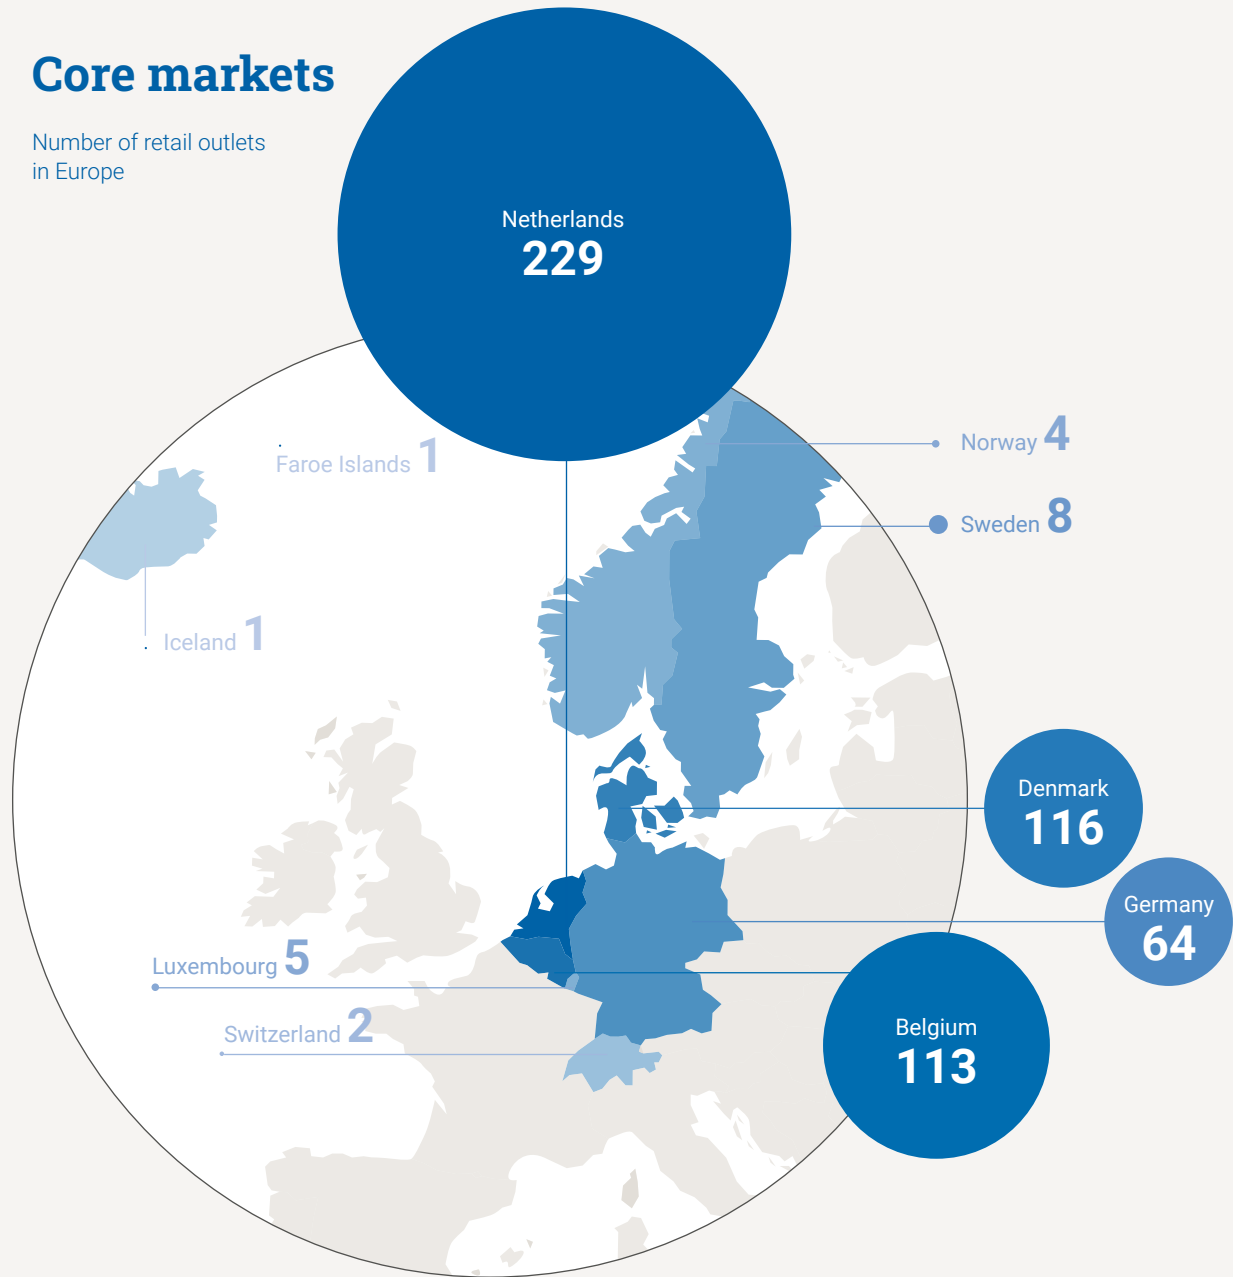 Core markets
Number of retail outlets
in Europe
Netherlands
229
Faroe Islands 1
Norway 4
Sweden 8
Iceland 1
Denmark
116
Germany
64
Luxembourg 5
Switzerland 2
Belgium
113